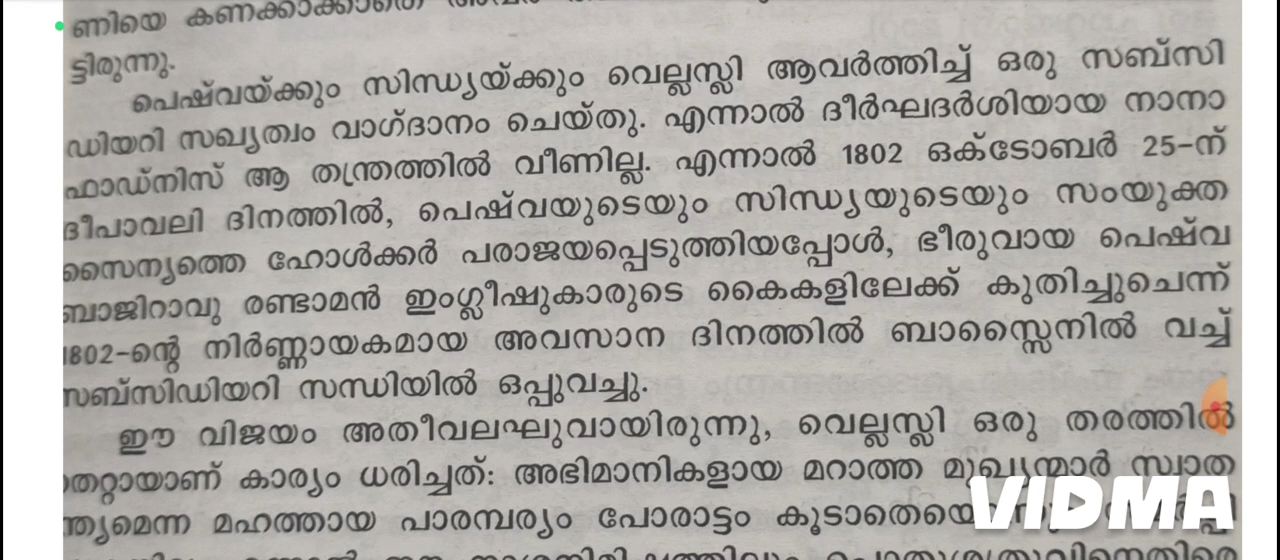 ണിയെ കണക്കാക്കാതെ
ട്ടിരുന്നു.
പെഷ്വയ്ക്കും സിന്ധ്യയ്ക്കും വെല്ലസ്ലി ആവർത്തിച്ച് ഒരു സബ്സി
ഡിയറി സഖ്യത്വം വാഗ്ദാനം ചെയ്തു. എന്നാൽ ദീർഘദർശിയായ നാനാ
ഫാഡ്നിസ് ആ തന്ത്രത്തിൽ വീണില്ല. എന്നാൽ 1802 ഒക്ടോബർ 25-ന്
ദീപാവലി ദിനത്തിൽ, പെഷ്വയുടെയും സിന്ധ്യയുടെയും സംയുക്ത
സൈന്യത്തെ ഹോൾക്കർ പരാജയപ്പെടുത്തിയപ്പോൾ, ഭീരുവായ പെഷ്വ
ബാജിറാവു രണ്ടാമൻ ഇംഗ്ലീഷുകാരുടെ കൈകളിലേക്ക് കുതിച്ചുചെന്ന്
1802-ന്റെ നിർണ്ണായകമായ അവസാന ദിനത്തിൽ ബാസ്സൈനിൽ വച്ച്
സബ്സിഡിയറി സന്ധിയിൽ ഒപ്പുവച്ചു.
ഈ വിജയം അതീവലഘുവായിരുന്നു, വെല്ലസ്ലി ഒരു തരത്തിൽ
തെറ്റായാണ് കാര്യം ധരിച്ചത്: അഭിമാനികളായ മറാത്ത മുഖ്യന്മാർ സ്വാത
ന്ത്ര്യമെന്ന മഹത്തായ പാരമ്പര്യം പോരാട്ടം കൂടാതെയെ
VIDMA